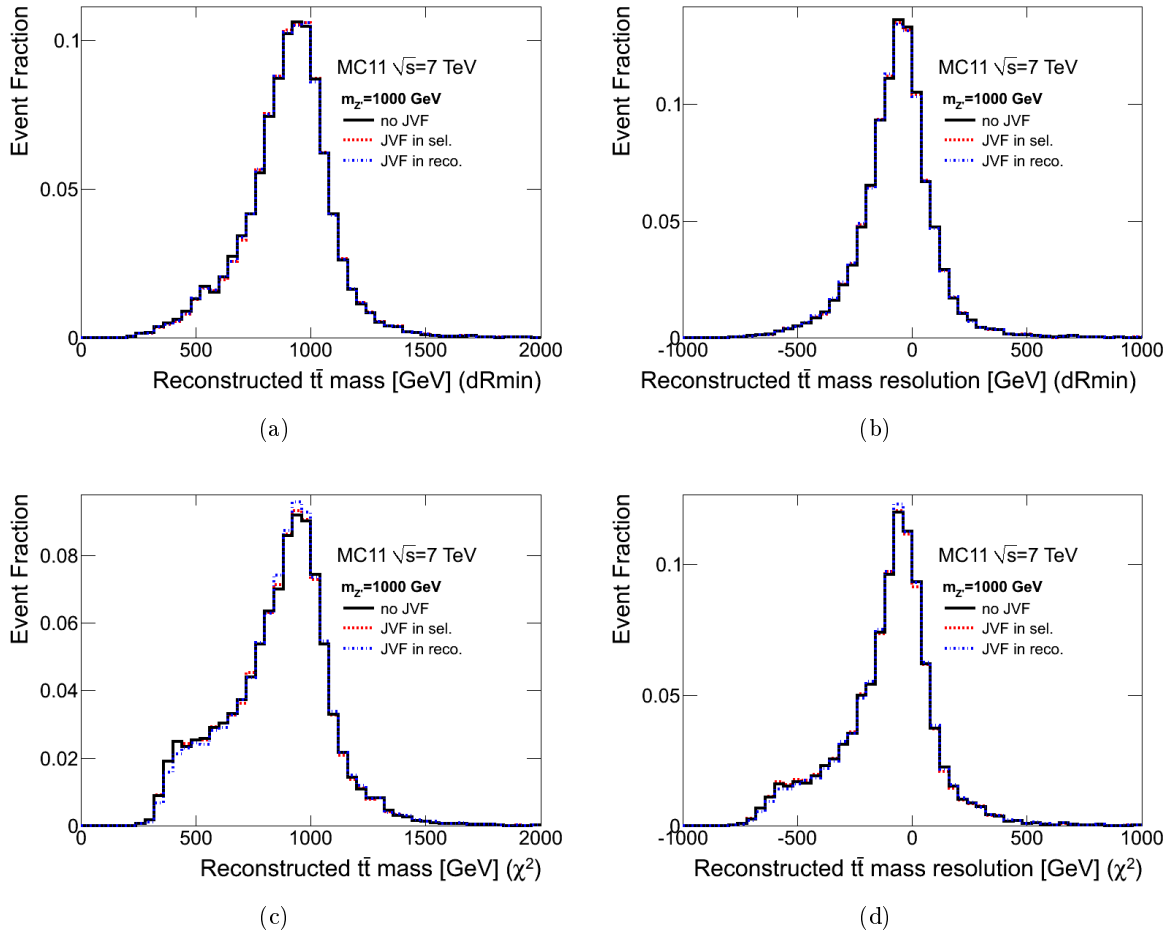 Event Fraction
0.1
0.05
0
MC11 √s=7 TeV
m_Z'=1000 GeV
no JVF
JVF in sel.
JVF in reco.
0 500 1000 1500 2000
Reconstructed tt̄ mass [GeV] (dRmin)
(a)
Event Fraction
0.1
0.05
0
MC11 √s=7 TeV
m_Z'=1000 GeV
no JVF
JVF in sel.
JVF in reco.
-1000 -500 0 500 1000
Reconstructed tt̄ mass resolution [GeV] (dRmin)
(b)
Event Fraction
0.08
0.06
0.04
0.02
0
MC11 √s=7 TeV
m_Z'=1000 GeV
no JVF
JVF in sel.
JVF in reco.
0 500 1000 1500 2000
Reconstructed tt̄ mass [GeV] (χ²)
(c)
Event Fraction
0.1
0.05
0
MC11 √s=7 TeV
m_Z'=1000 GeV
no JVF
JVF in sel.
JVF in reco.
-1000 -500 0 500 1000
Reconstructed tt̄ mass resolution [GeV] (χ²)
(d)